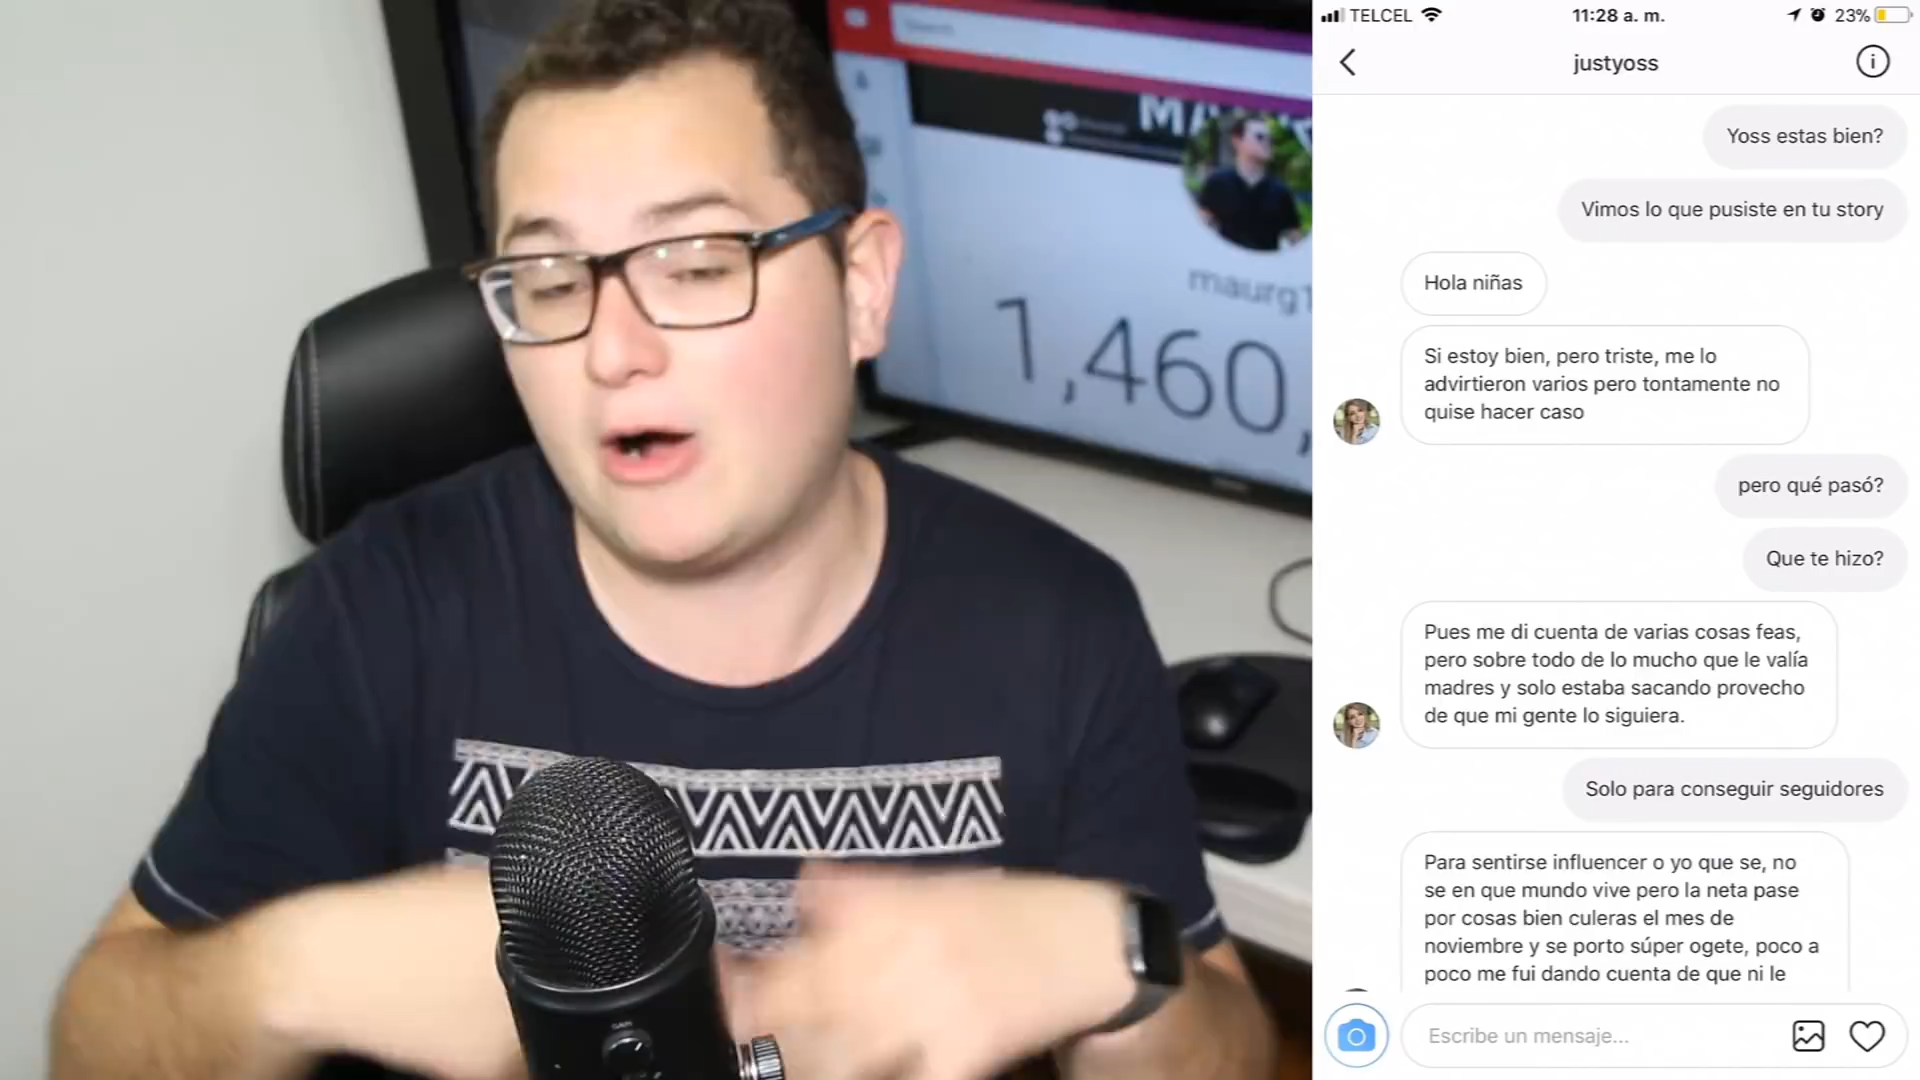 MA
maurg1
1,460,
TELCEL
11:28 a. m.
23%
justyoss
Yoss estas bien?
Vimos lo que pusiste en tu story
Hola niñas
Si estoy bien, pero triste, me lo
advirtieron varios pero tontamente no
quise hacer caso
pero qué pasó?
Que te hizo?
Pues me di cuenta de varias cosas feas,
pero sobre todo de lo mucho que le valía
madres y solo estaba sacando provecho
de que mi gente lo siguiera.
Solo para conseguir seguidores
Para sentirse influencer o yo que se, no
se en que mundo vive pero la neta pase
por cosas bien culeras el mes de
noviembre y se porto súper ogete, poco a
poco me fui dando cuenta de que ni le
Escribe un mensaje...